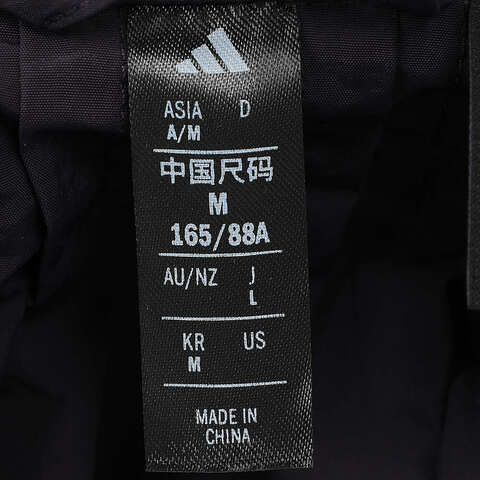 ASIA D
A/M
中国尺码
M
165/88A
AU/NZ J
L
KR US
M
MADE IN
CHINA